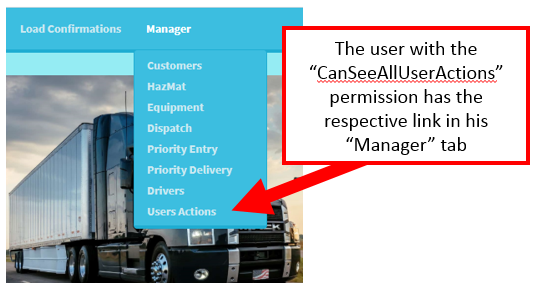 Load Confirmations Manager
Customers
HazMat
Equipment
Dispatch
Priority Entry
Priority Delivery
Drivers
Users Actions
The user with the
“CanSeeAllUserActions”
permission has the
respective link in his
“Manager” tab